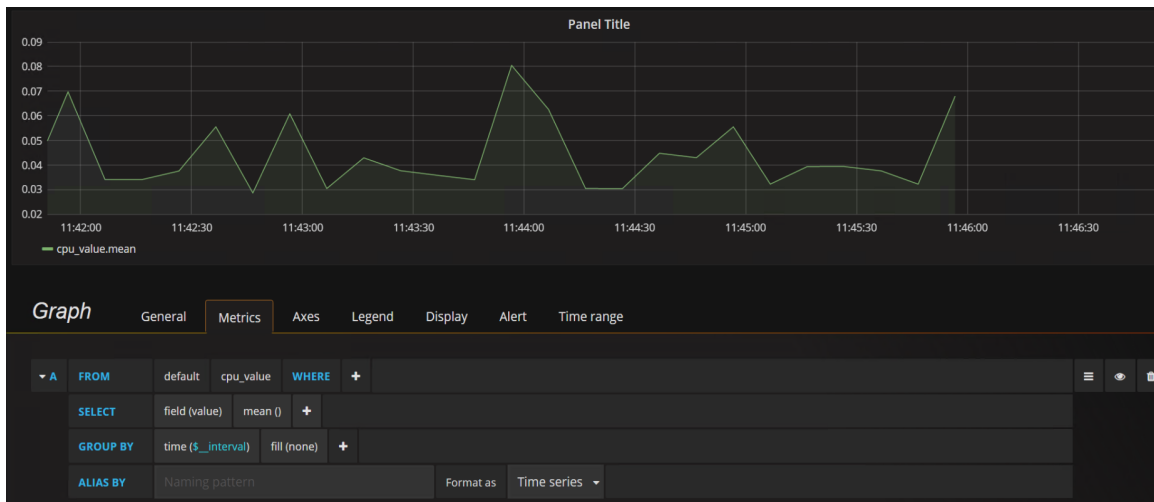 Panel Title
0.09
0.08
0.07
0.06
0.05
0.04
0.03
0.02
11:42:00 11:42:30 11:43:00 11:43:30 11:44:00 11:44:30 11:45:00 11:45:30 11:46:00 11:46:30
cpu_value.mean
Graph General Metrics Axes Legend Display Alert Time range
A FROM default cpu_value WHERE +
SELECT field (value) mean () +
GROUP BY time ($__interval) fill (none) +
ALIAS BY Naming pattern Format as Time series